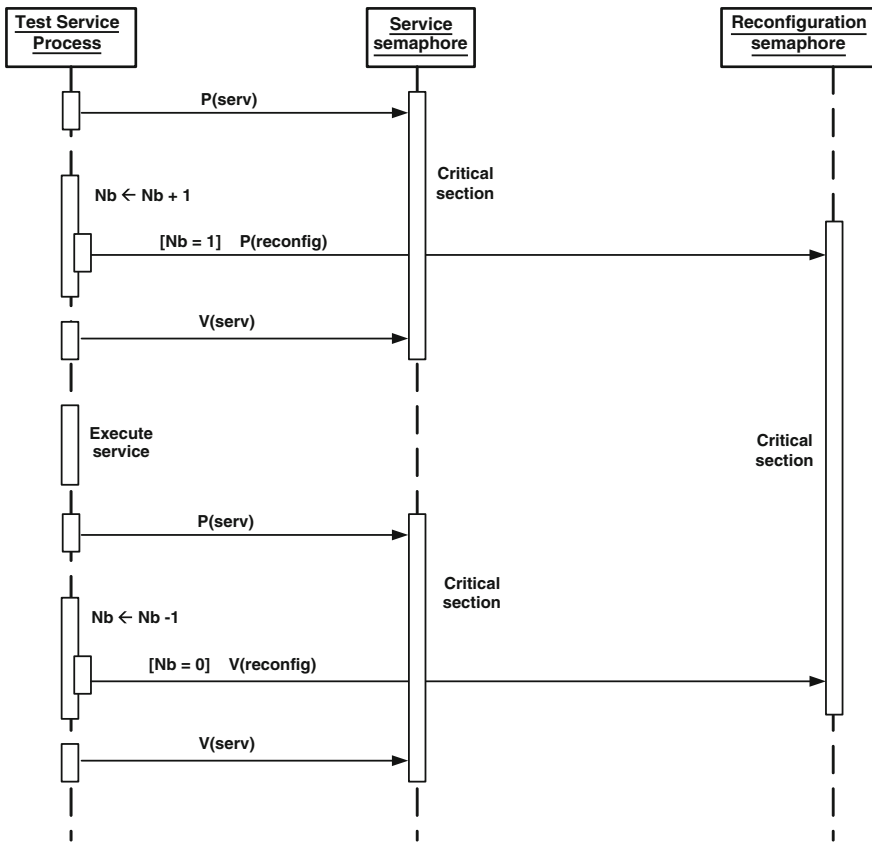 Test Service
Process
Service
semaphore
Reconfiguration
semaphore
P(serv)
Critical
section
Nb ← Nb + 1
[Nb = 1] P(reconfig)
V(serv)
Execute
service
Critical
section
P(serv)
Critical
section
Nb ← Nb -1
[Nb = 0] V(reconfig)
V(serv)